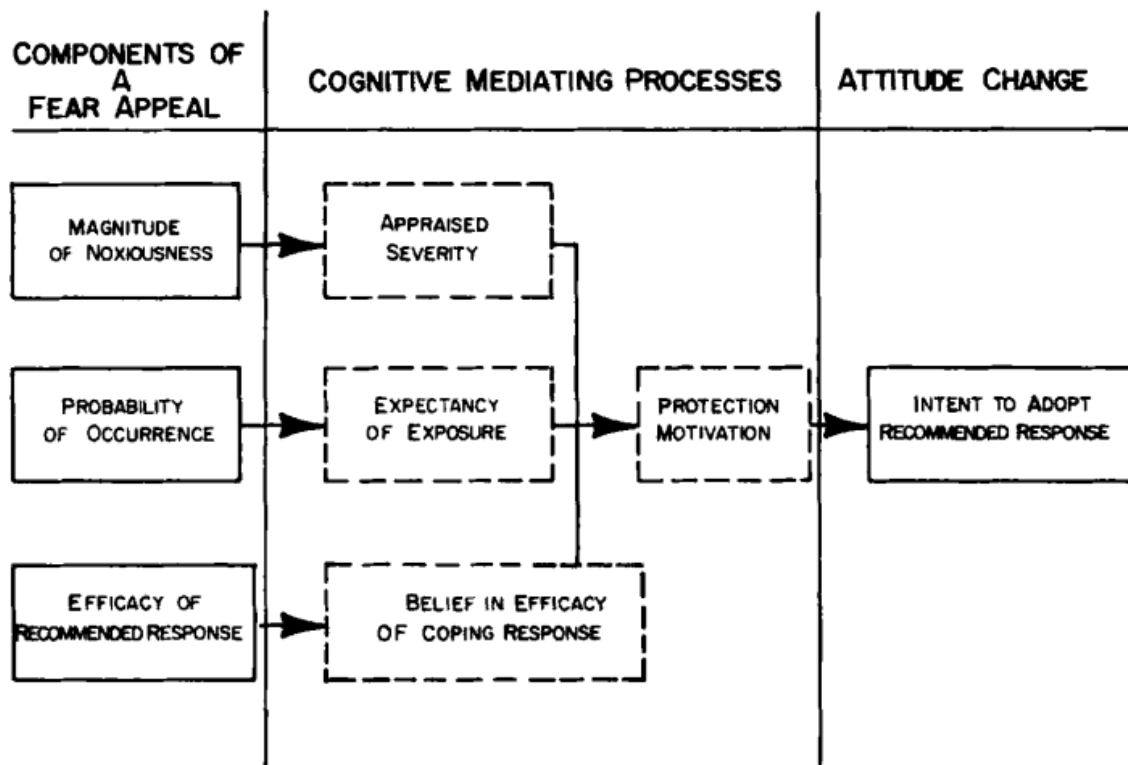 COMPONENTS OF
A
FEAR APPEAL
COGNITIVE MEDIATING PROCESSES
ATTITUDE CHANGE
MAGNITUDE
OF NOXIOUSNESS
APPRAISED
SEVERITY
PROBABILITY
OF OCCURRENCE
EXPECTANCY
OF EXPOSURE
PROTECTION
MOTIVATION
INTENT TO ADOPT
RECOMMENDED RESPONSE
EFFICACY OF
RECOMMENDED RESPONSE
BELIEF IN EFFICACY
OF COPING RESPONSE